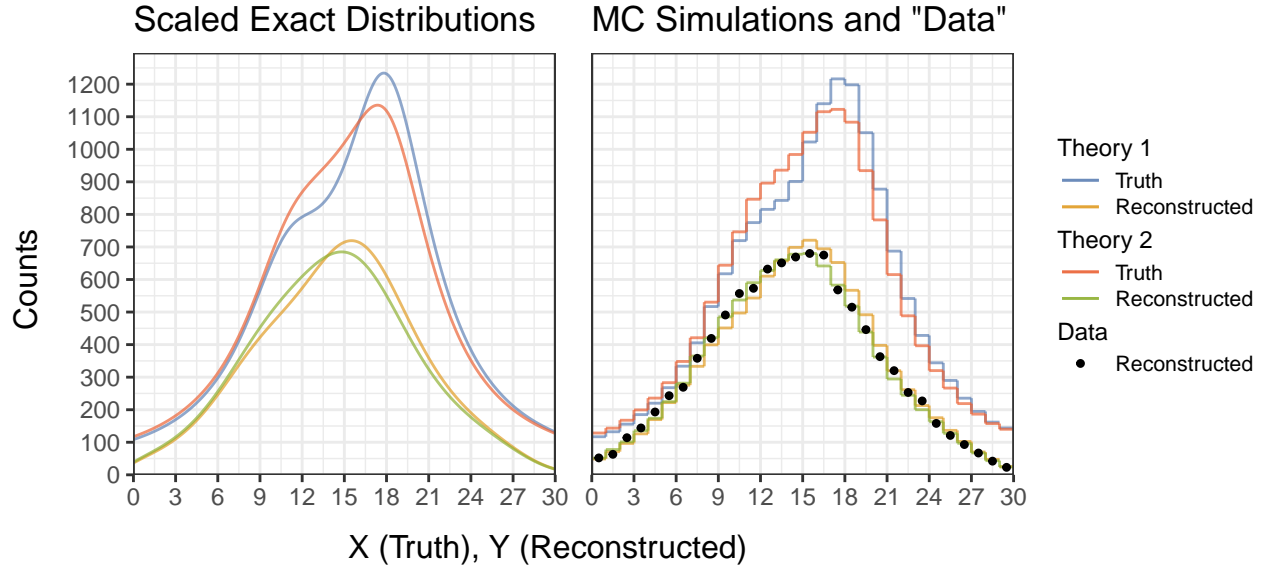 Scaled Exact Distributions
MC Simulations and "Data"
Counts
1200
1100
1000
900
800
700
600
500
400
300
200
100
0
0 3 6 9 12 15 18 21 24 27 30
0 3 6 9 12 15 18 21 24 27 30
X (Truth), Y (Reconstructed)
Theory 1
Truth
Reconstructed
Theory 2
Truth
Reconstructed
Data
Reconstructed